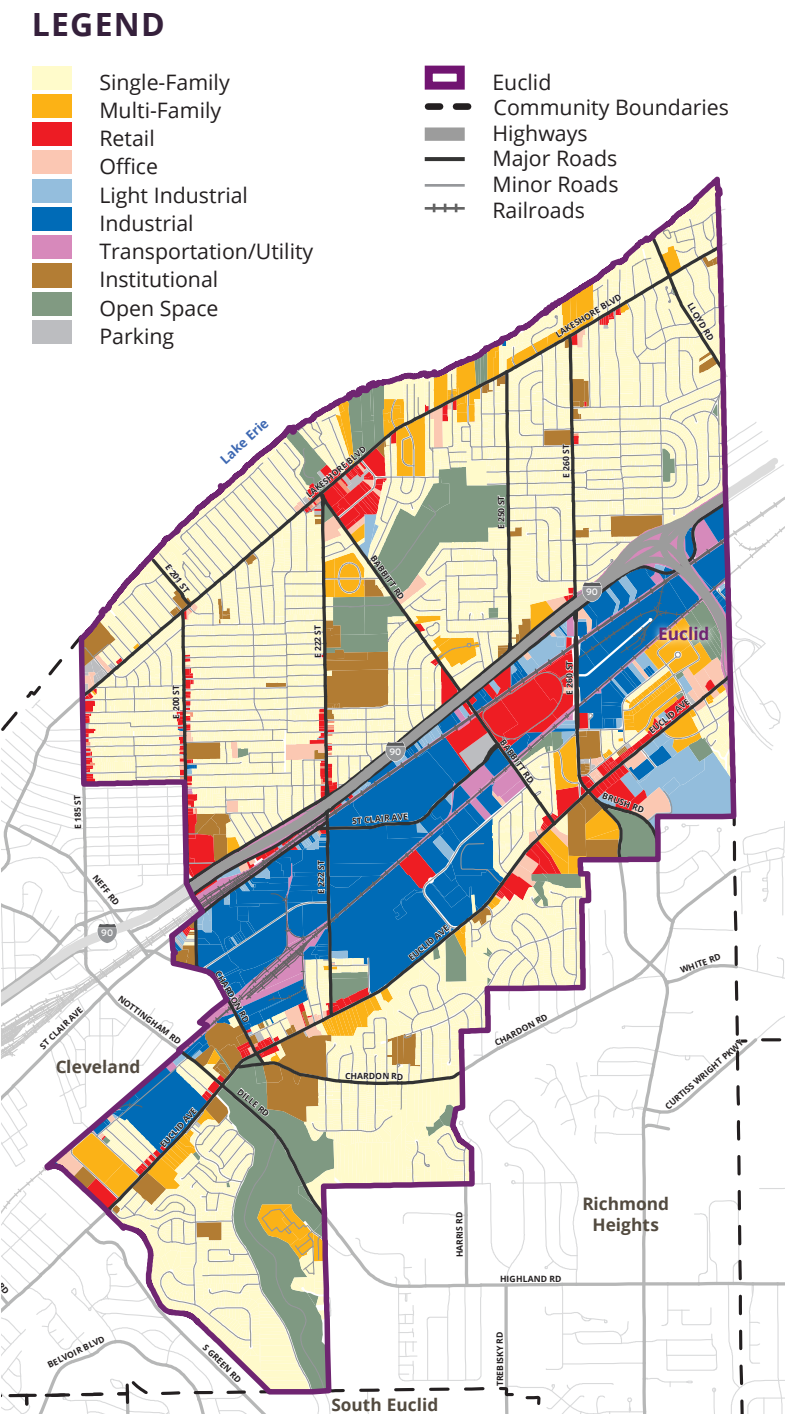 LEGEND
Single-Family
Multi-Family
Retail
Office
Light Industrial
Industrial
Transportation/Utility
Institutional
Open Space
Parking
Euclid
Community Boundaries
Highways
Major Roads
Minor Roads
Railroads
LAKESHORE BLVD
LLOYD RD
Lake Erie
LAKESHORE BLVD
E 260 ST
E 250 ST
E 201 ST
BABBITT RD
90
E 222 ST
Euclid
E 260 ST
E 200 ST
EUCLID AVE
90
BABBITT RD
E 185 ST
BRUSH RD
ST CLAIR AVE
E 222 ST
NEFF RD
90
EUCLID AVE
WHITE RD
CHARDON RD
NOTTINGHAM RD
ST CLAIR AVE
CHARDON RD
Cleveland
CHARDON RD
CURTISS WRIGHT PKWY
DILLE RD
EUCLID AVE
Richmond
Heights
HARRIS RD
HIGHLAND RD
RD
BELVOIR BLVD
S GREEN RD
TREBISKY RD
South Euclid